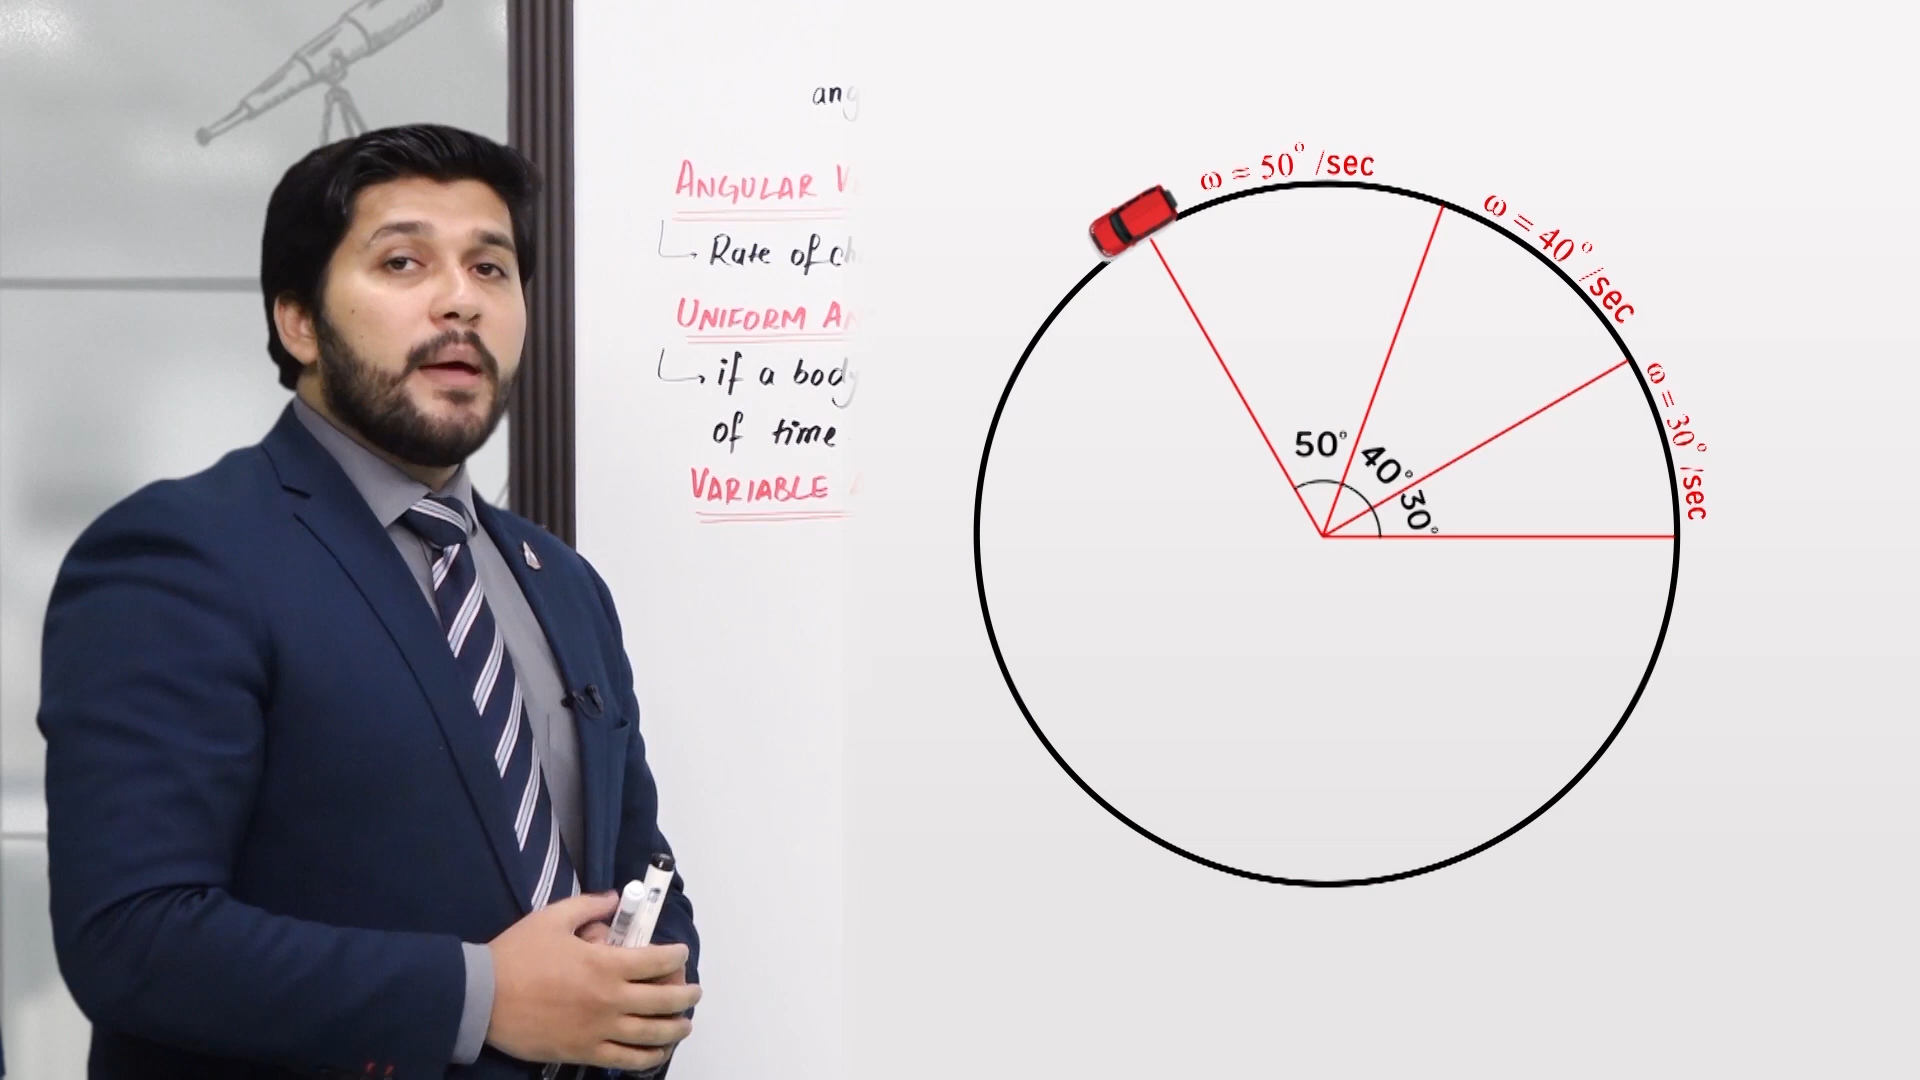 ang
ANGULAR V
Rate of ch
UNIFORM AN
if a body
of time
VARIABLE
ω = 50° /sec
ω = 40° /sec
ω = 30° /sec
50°
40°
30°